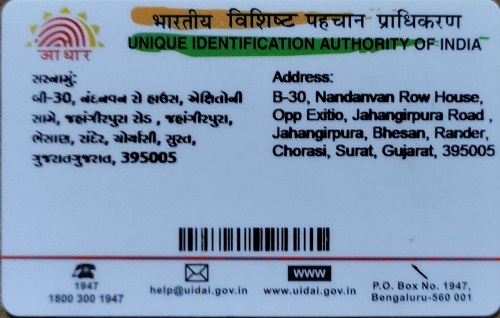 भारतीय विशिष्ट पहचान प्राधिकरण
UNIQUE IDENTIFICATION AUTHORITY OF INDIA
आधार
સરનામું:
બી-30, નંદનવન રો હાઉસ, એક્ષિતોની
સામે, જહાંગીરપુરા રોડ , જહાંગીરપુરા,
ભેસાણ, રાંદેર, ચોર્યાસી, સુરત,
ગુજરાતગુજરાત, 395005
Address:
B-30, Nandanvan Row House,
Opp Exitio, Jahangirpura Road ,
Jahangirpura, Bhesan, Rander,
Chorasi, Surat, Gujarat, 395005
1947
1800 300 1947
help@uidai.gov.in
www
www.uidai.gov.in
P.O. Box No. 1947,
Bengaluru-560 001